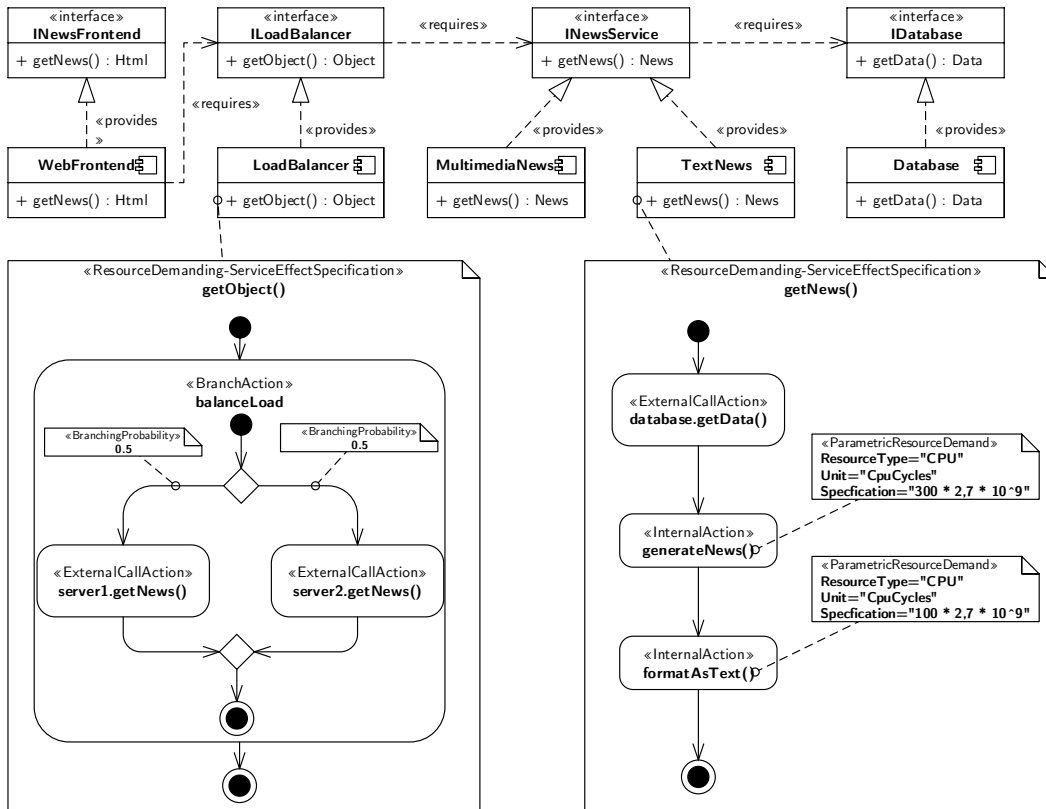 «interface»
INewsFrontend
+ getNews() : Html
«interface»
ILoadBalancer
+ getObject() : Object
«requires»
«interface»
INewsService
+ getNews() : News
«requires»
«interface»
IDatabase
+ getData() : Data
«provides
»
«requires»
«provides»
«provides»
«provides»
«provides»
WebFrontend
+ getNews() : Html
LoadBalancer
+ getObject() : Object
MultimediaNews
+ getNews() : News
TextNews
+ getNews() : News
Database
+ getData() : Data
«ResourceDemanding-ServiceEffectSpecification»
getObject()
«BranchAction»
balanceLoad
«BranchingProbability»
0.5
«BranchingProbability»
0.5
«ExternalCallAction»
server1.getNews()
«ExternalCallAction»
server2.getNews()
«ResourceDemanding-ServiceEffectSpecification»
getNews()
«ExternalCallAction»
database.getData()
«ParametricResourceDemand»
ResourceType="CPU"
Unit="CpuCycles"
Specfication="300 * 2,7 * 10^9"
«InternalAction»
generateNews()
«ParametricResourceDemand»
ResourceType="CPU"
Unit="CpuCycles"
Specfication="100 * 2,7 * 10^9"
«InternalAction»
formatAsText()